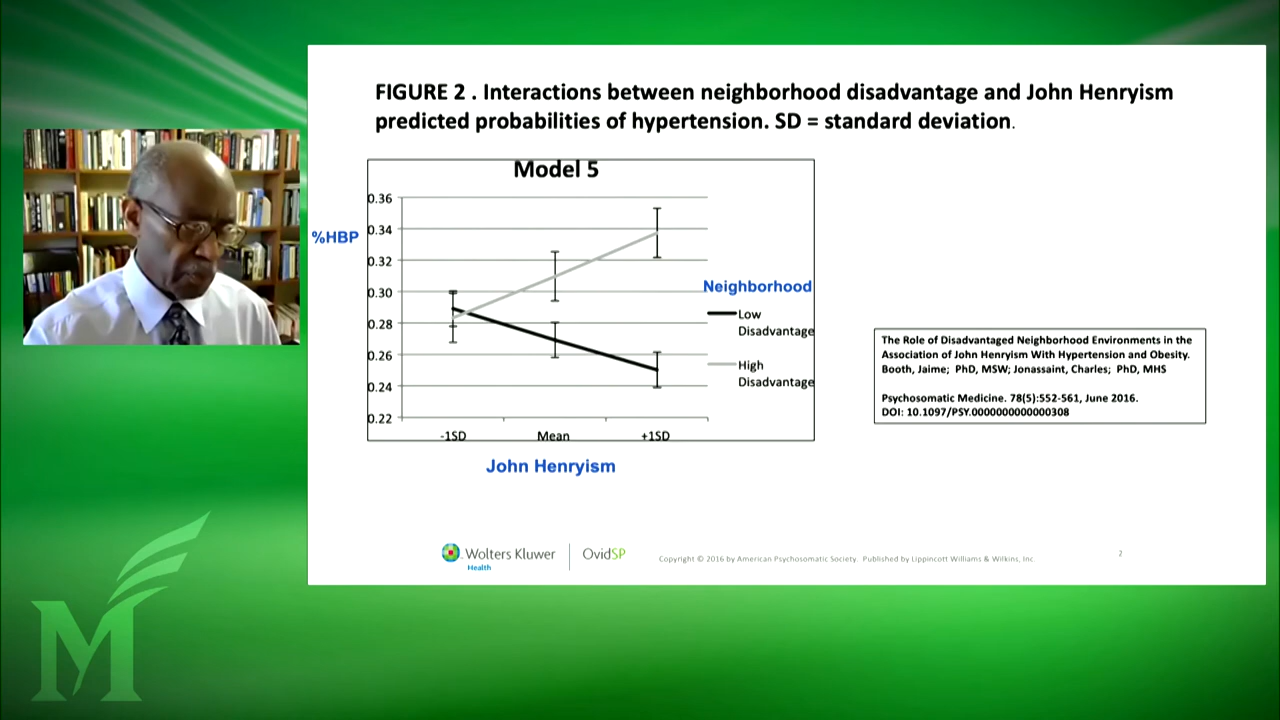 FIGURE 2 . Interactions between neighborhood disadvantage and John Henryism
predicted probabilities of hypertension. SD = standard deviation.
Model 5
0.36
%HBP
0.34
0.32
0.30
0.28
0.26
0.24
0.22
-1SD Mean +1SD
John Henryism
Neighborhood
Low
Disadvantage
High
Disadvantage
The Role of Disadvantaged Neighborhood Environments in the
Association of John Henryism With Hypertension and Obesity.
Booth, Jaime; PhD, MSW; Jonassaint, Charles; PhD, MHS
Psychosomatic Medicine. 78(5):552-561, June 2016.
DOI: 10.1097/PSY.0000000000000308
Wolters Kluwer
Health
OvidSP
Copyright © 2016 by American Psychosomatic Society. Published by Lippincott Williams & Wilkins, Inc.
2
M